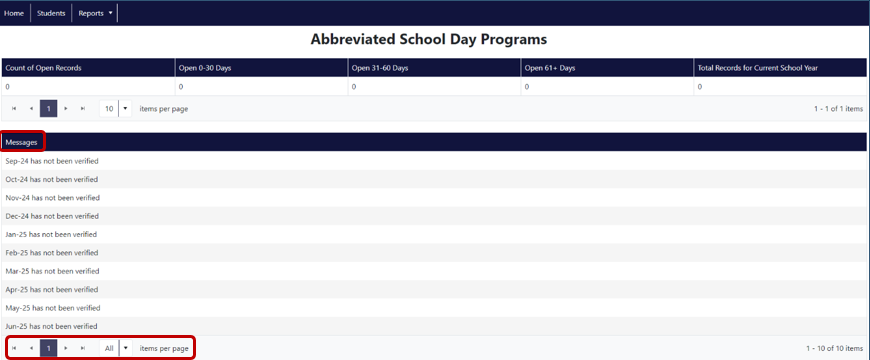 Home Students Reports
Abbreviated School Day Programs
Count of Open Records Open 0-30 Days Open 31-60 Days Open 61+ Days Total Records for Current School Year
0 0 0 0 0
1 10 items per page 1 - 1 of 1 items
Messages
Sep-24 has not been verified
Oct-24 has not been verified
Nov-24 has not been verified
Dec-24 has not been verified
Jan-25 has not been verified
Feb-25 has not been verified
Mar-25 has not been verified
Apr-25 has not been verified
May-25 has not been verified
Jun-25 has not been verified
1 All items per page 1 - 10 of 10 items